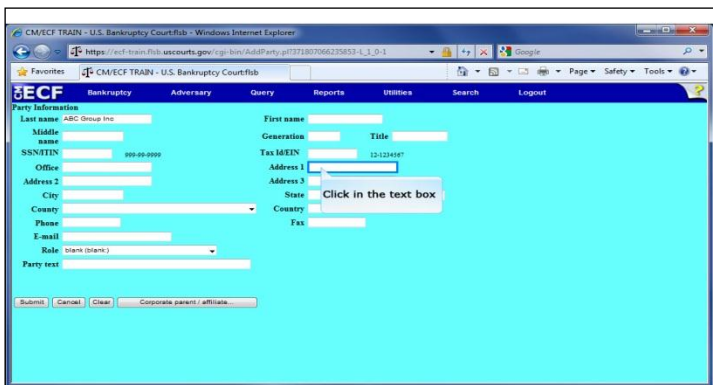 CM/ECF TRAIN - U.S. Bankruptcy Court:flsb - Windows Internet Explorer
https://ecf-train.flsb.uscourts.gov/cgi-bin/AddParty.pl?371807066235853-L_1_0-1 Google
Favorites CM/ECF TRAIN - U.S. Bankruptcy Court:flsb Page Safety Tools
ECF Bankruptcy Adversary Query Reports Utilities Search Logout ?
Party Information
Last name ABC Group Inc First name
Middle name Generation Title
SSN/ITIN 999-99-9999 Tax Id/EIN 12-1234567
Office Address 1
Address 2 Address 3
Click in the text box
City State
County Country
Phone Fax
E-mail
Role blank (blank:)
Party text
Submit Cancel Clear Corporate parent / affiliate...